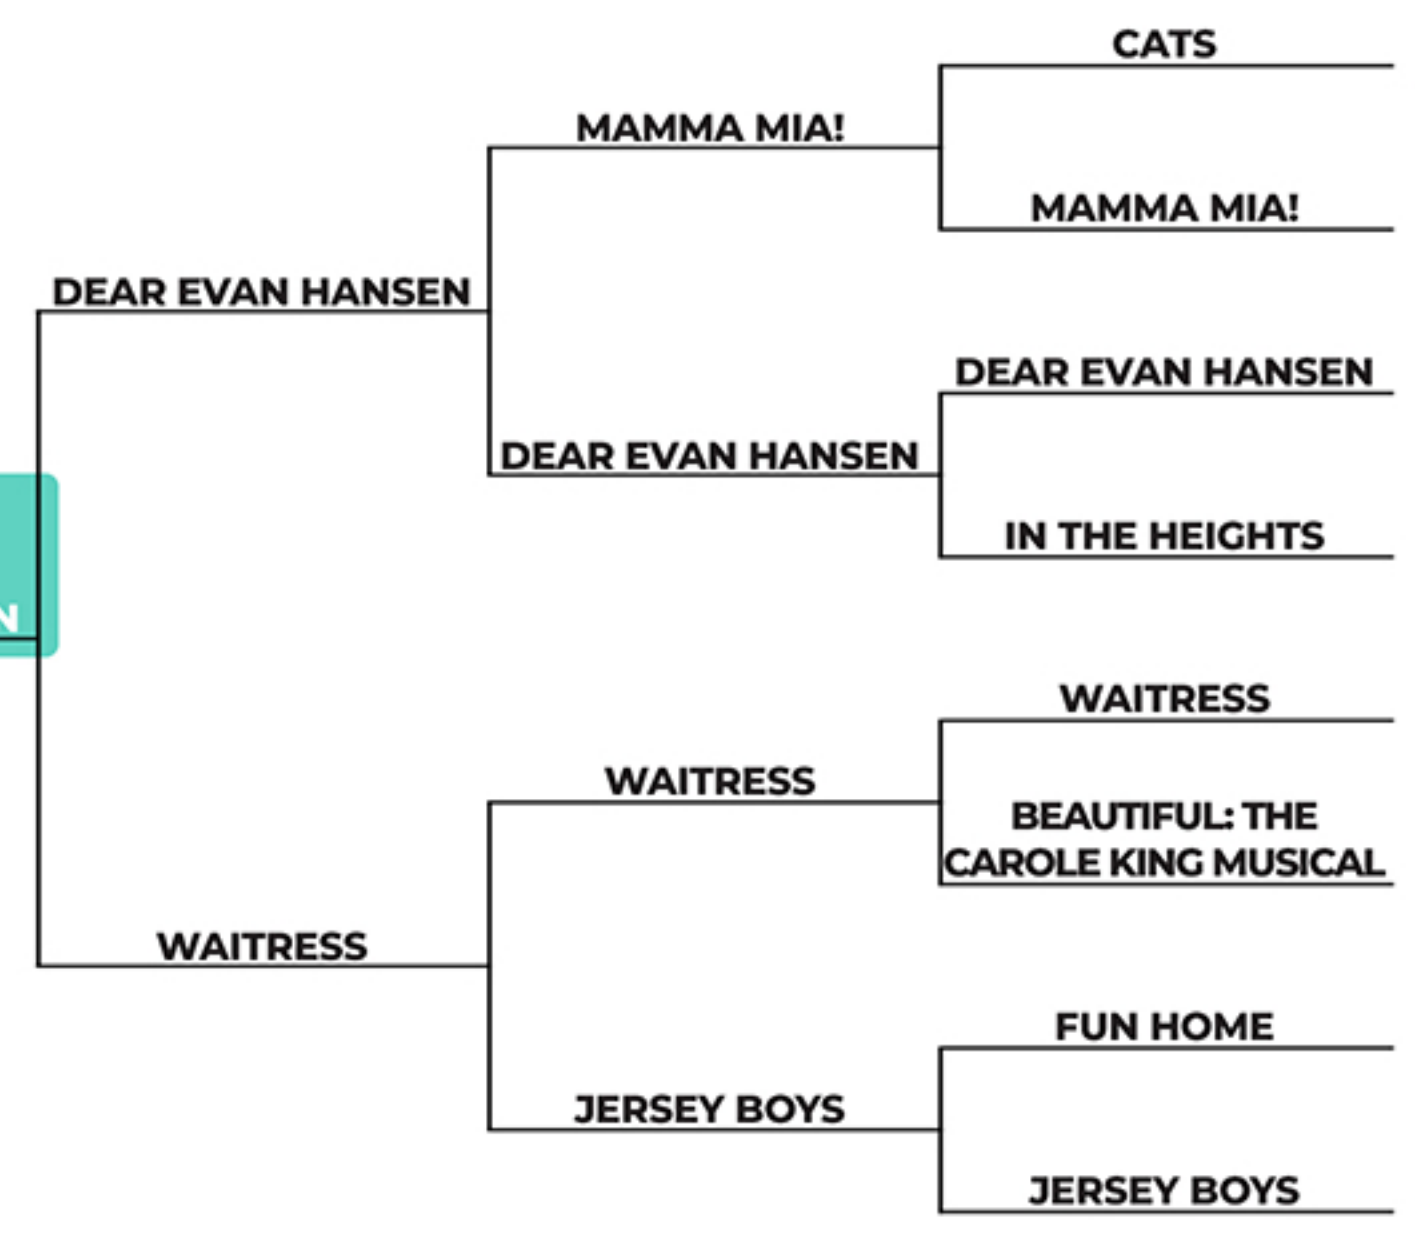 CATS
MAMMA MIA!
MAMMA MIA!
DEAR EVAN HANSEN
DEAR EVAN HANSEN
DEAR EVAN HANSEN
IN THE HEIGHTS
N
WAITRESS
WAITRESS
BEAUTIFUL: THE
CAROLE KING MUSICAL
WAITRESS
FUN HOME
JERSEY BOYS
JERSEY BOYS